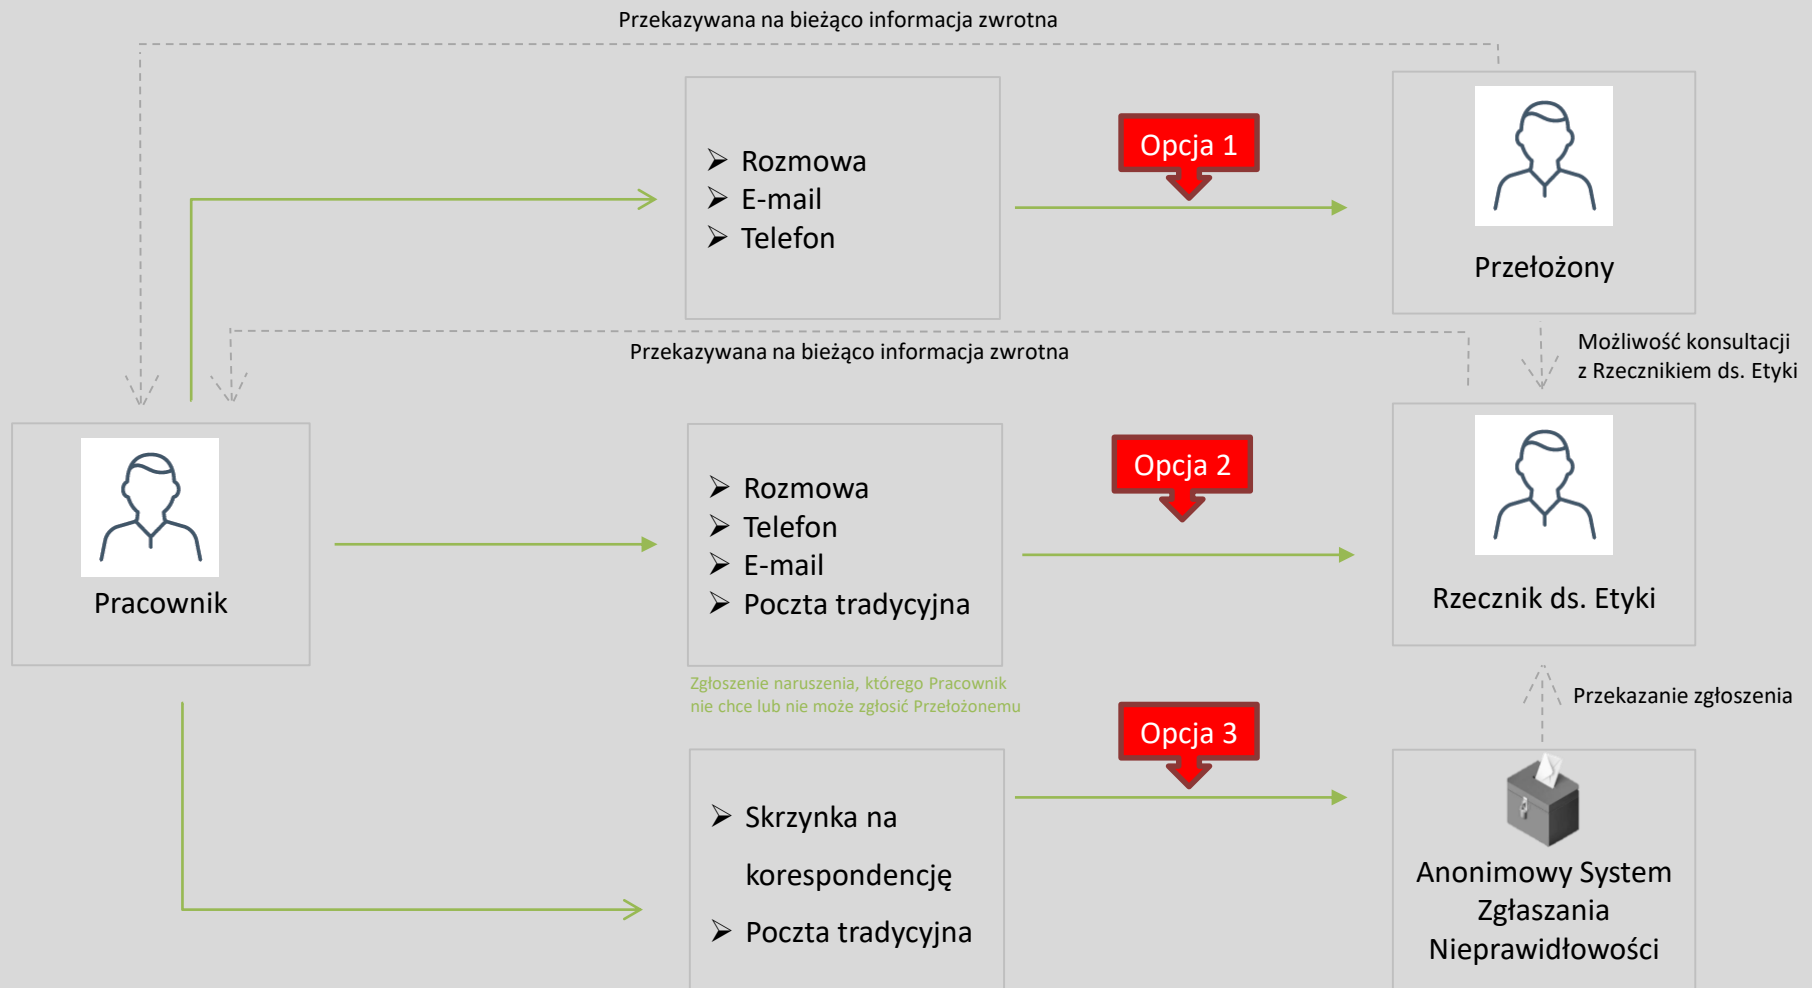 Przekazywana na bieżąco informacja zwrotna
➢ Rozmowa
➢ E-mail
➢ Telefon
Opcja 1
Przełożony
Przekazywana na bieżąco informacja zwrotna
Możliwość konsultacji
z Rzecznikiem ds. Etyki
Pracownik
➢ Rozmowa
➢ Telefon
➢ E-mail
➢ Poczta tradycyjna
Opcja 2
Rzecznik ds. Etyki
Zgłoszenie naruszenia, którego Pracownik
nie chce lub nie może zgłosić Przełożonemu
Przekazanie zgłoszenia
➢ Skrzynka na
korespondencję
➢ Poczta tradycyjna
Opcja 3
Anonimowy System
Zgłaszania
Nieprawidłowości